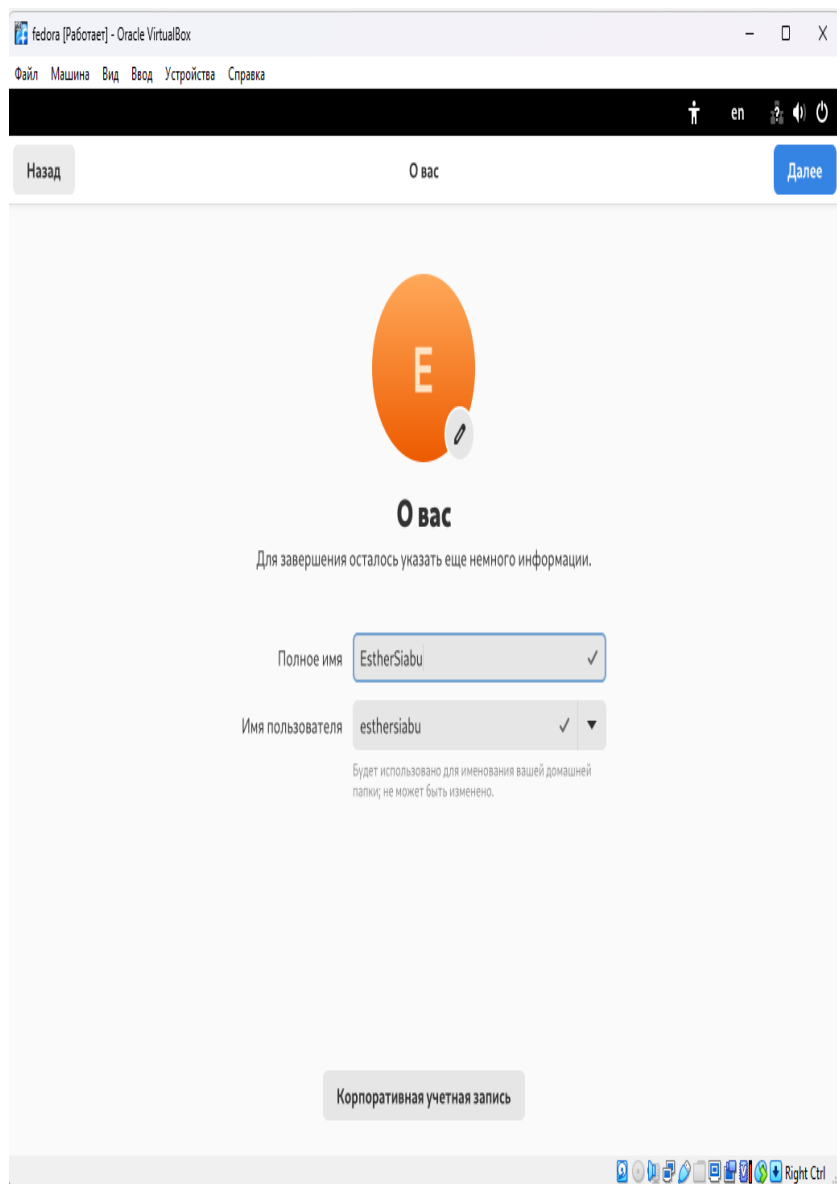 fedora [Работает] - Oracle VirtualBox
Файл Машина Вид Ввод Устройства Справка
en
Назад О вас Далее
E
О вас
Для завершения осталось указать еще немного информации.
Полное имя EstherSiabu
Имя пользователя esthersiabu
Будет использовано для именования вашей домашней
папки; не может быть изменено.
Корпоративная учетная запись
Right Ctrl